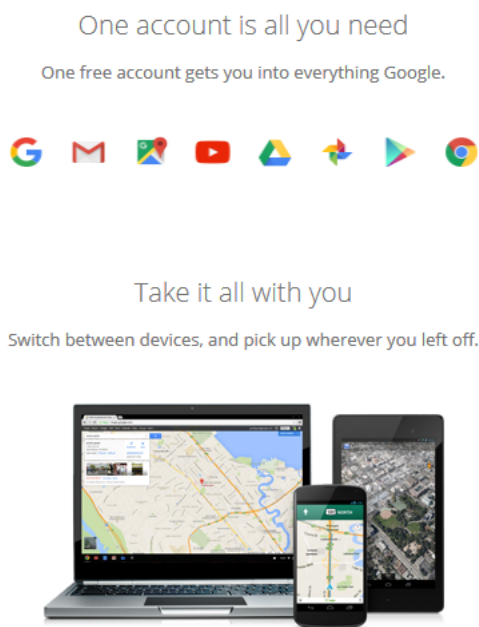 One account is all you need
One free account gets you into everything Google.
Take it all with you
Switch between devices, and pick up wherever you left off.
NORTH